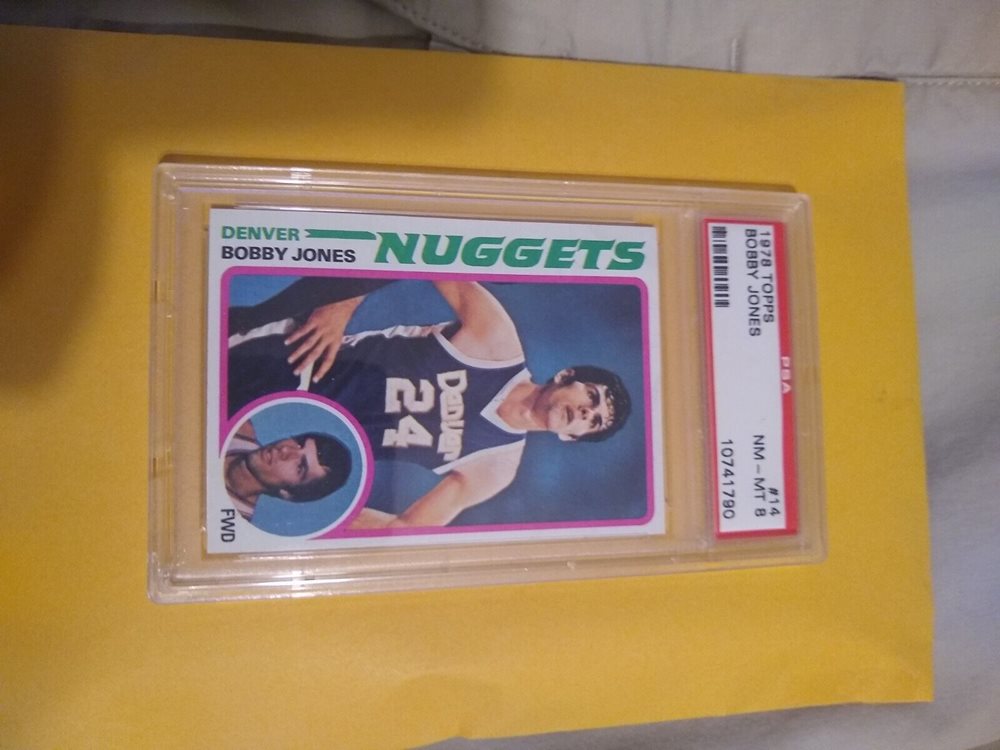 1978 TOPPS #14
BOBBY JONES NM - MT 8
PSA 10741790
DENVER NUGGETS
BOBBY JONES
Denver
24
FWD